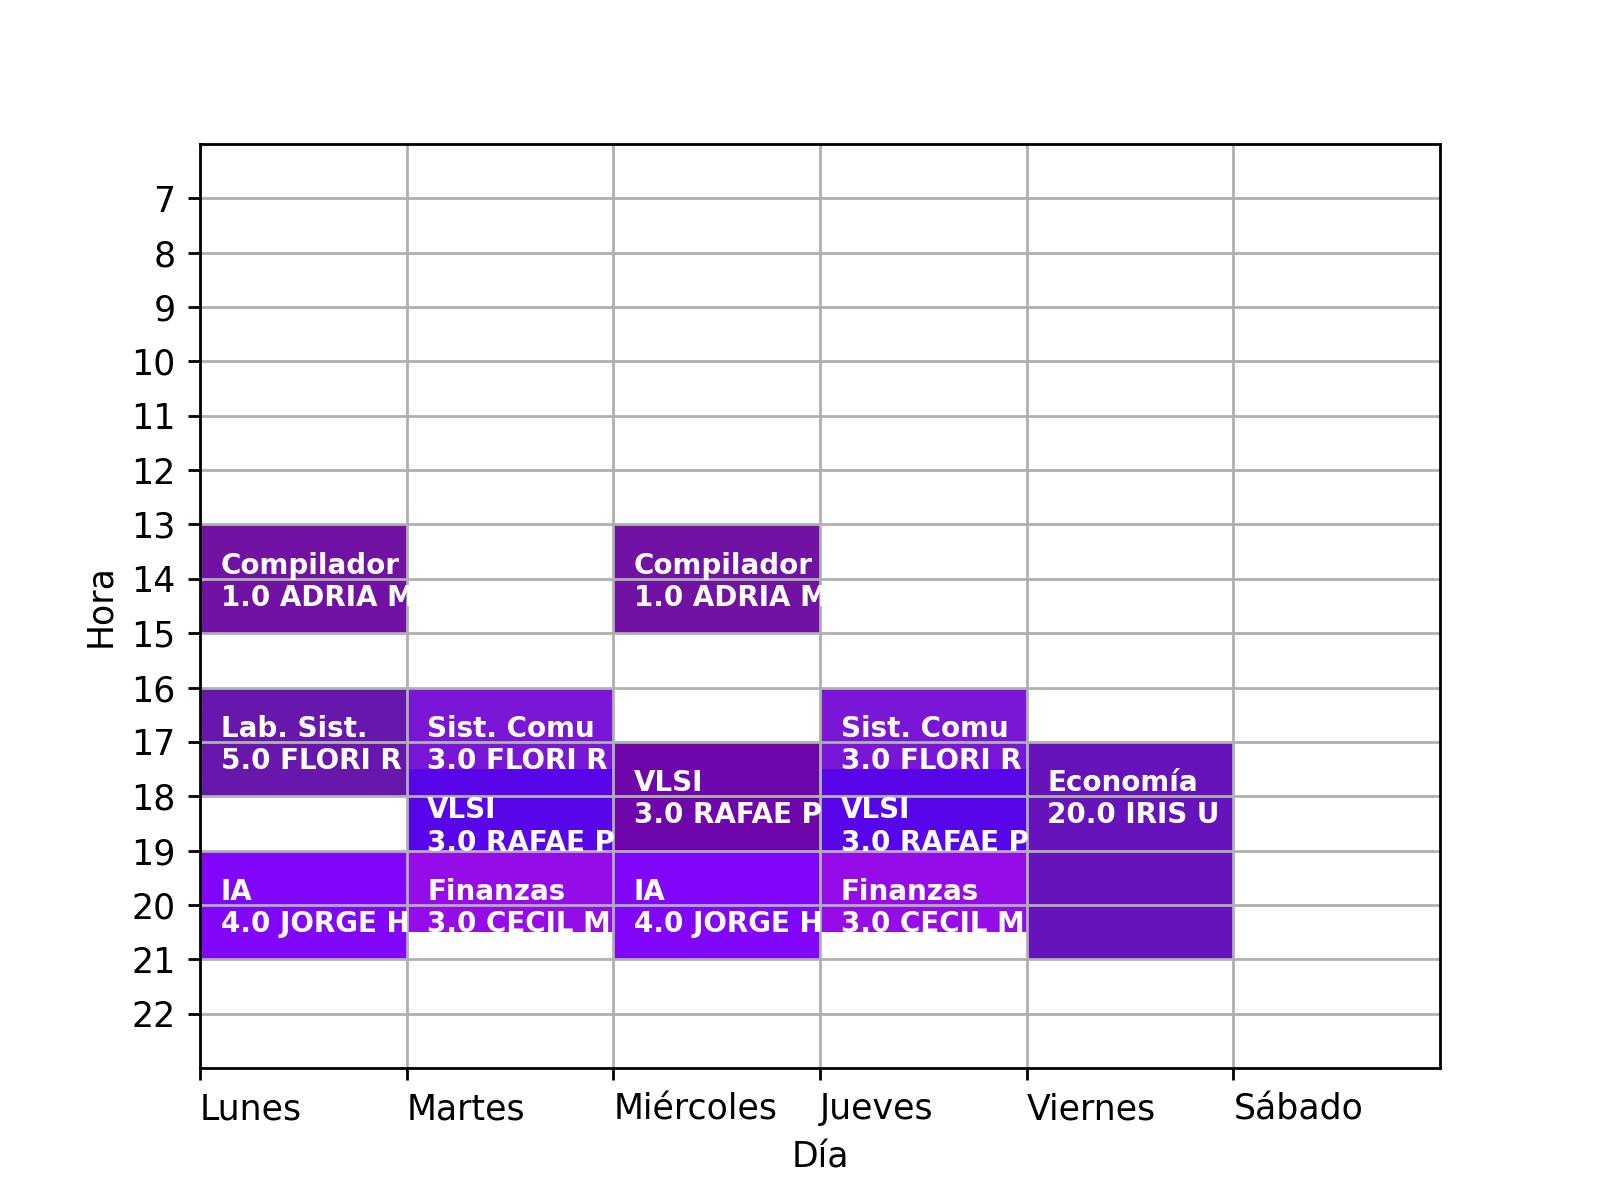 7
8
9
10
11
12
13
14
15
16
17
18
19
20
21
22
Hora
Compilador
1.0 ADRIA M
Compilador
1.0 ADRIA M
Lab. Sist.
5.0 FLORI R
Sist. Comu
3.0 FLORI R
Sist. Comu
3.0 FLORI R
VLSI
3.0 RAFAE P
VLSI
3.0 RAFAE P
VLSI
3.0 RAFAE P
Economía
20.0 IRIS U
IA
4.0 JORGE H
Finanzas
3.0 CECIL M
IA
4.0 JORGE H
Finanzas
3.0 CECIL M
Lunes Martes Miércoles Jueves Viernes Sábado
Día